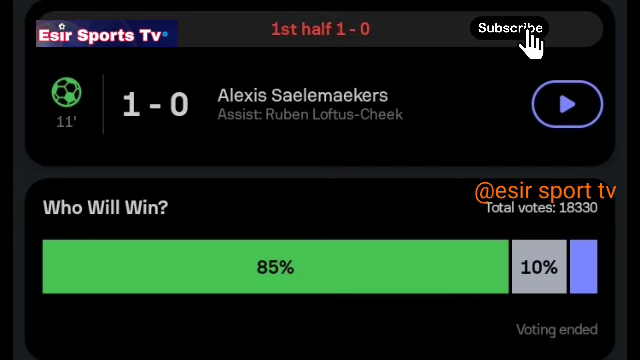 Esir Sports Tv
1st half 1 - 0
Subscribe
11'
1 - 0
Alexis Saelemaekers
Assist: Ruben Loftus-Cheek
@esir sport tv
Who Will Win?
Total votes: 18330
85%
10%
Voting ended